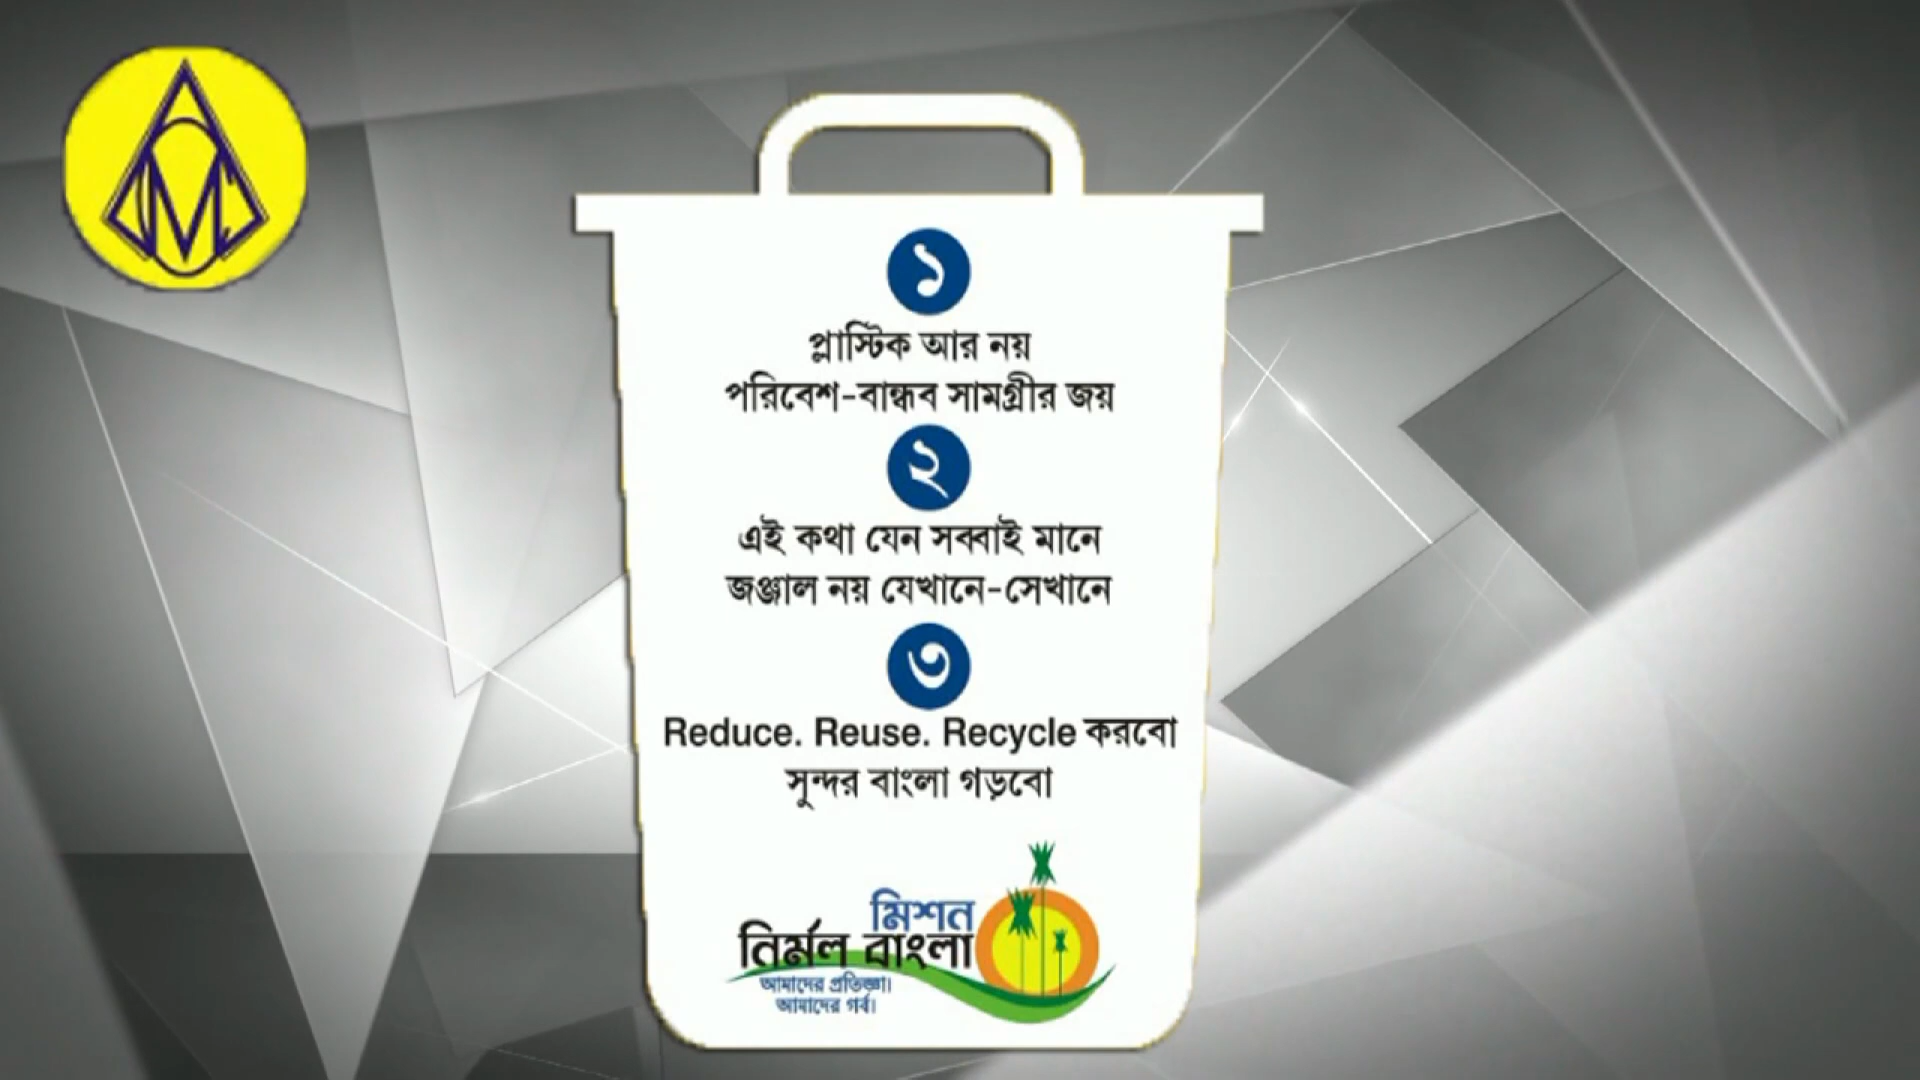 ১
প্লাস্টিক আর নয়
পরিবেশ-বান্ধব সামগ্রীর জয়
২
এই কথা যেন সব্বাই মানে
জঞ্জাল নয় যেখানে-সেখানে
৩
Reduce. Reuse. Recycle করবো
সুন্দর বাংলা গড়বো
মিশন
নির্মল বাংলা
আমাদের প্রতিজ্ঞা।
আমাদের গর্ব।